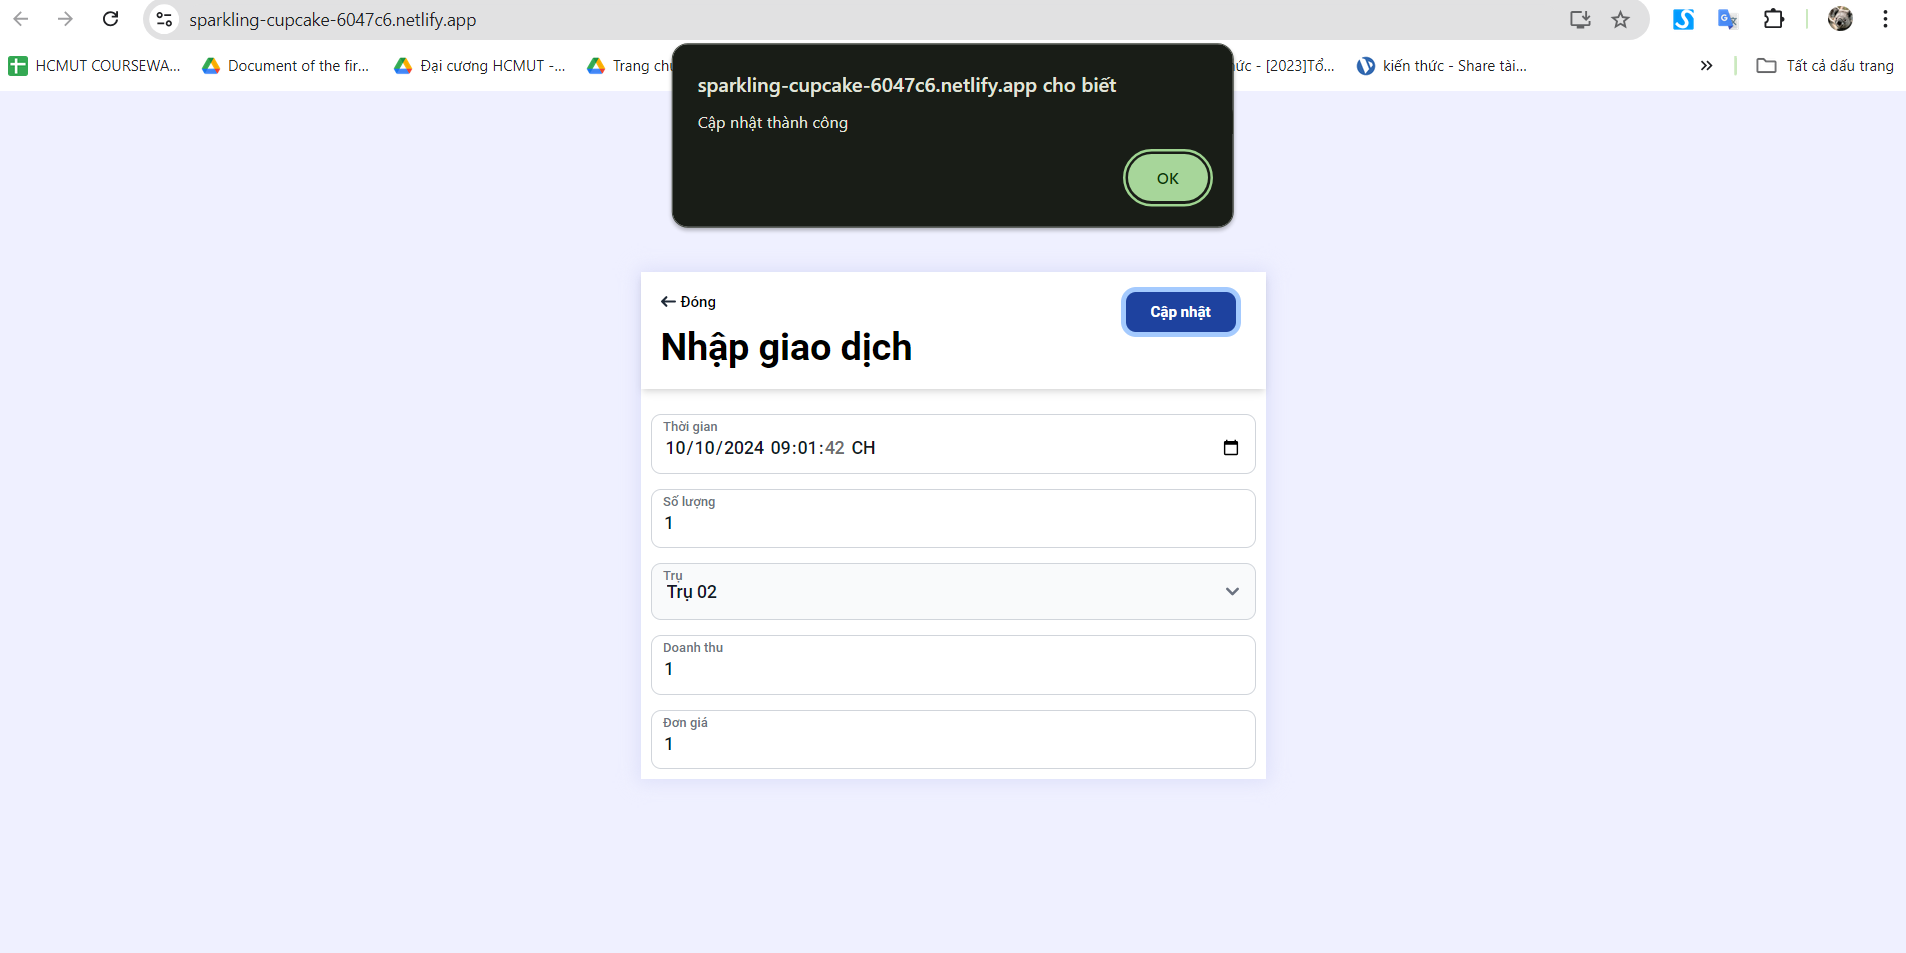 sparkling-cupcake-6047c6.netlify.app
HCMUT COURSEWA...
Document of the fir...
Đại cương HCMUT -...
Trang
ức - [2023]Tổ...
kiến thức - Share tài...
Tất cả dấu trang
sparkling-cupcake-6047c6.netlify.app cho biết
Cập nhật thành công
OK
Đóng
Cập nhật
Nhập giao dịch
Thời gian
10/10/2024 09:01:42 CH
Số lượng
1
Trụ
Trụ 02
Doanh thu
1
Đơn giá
1